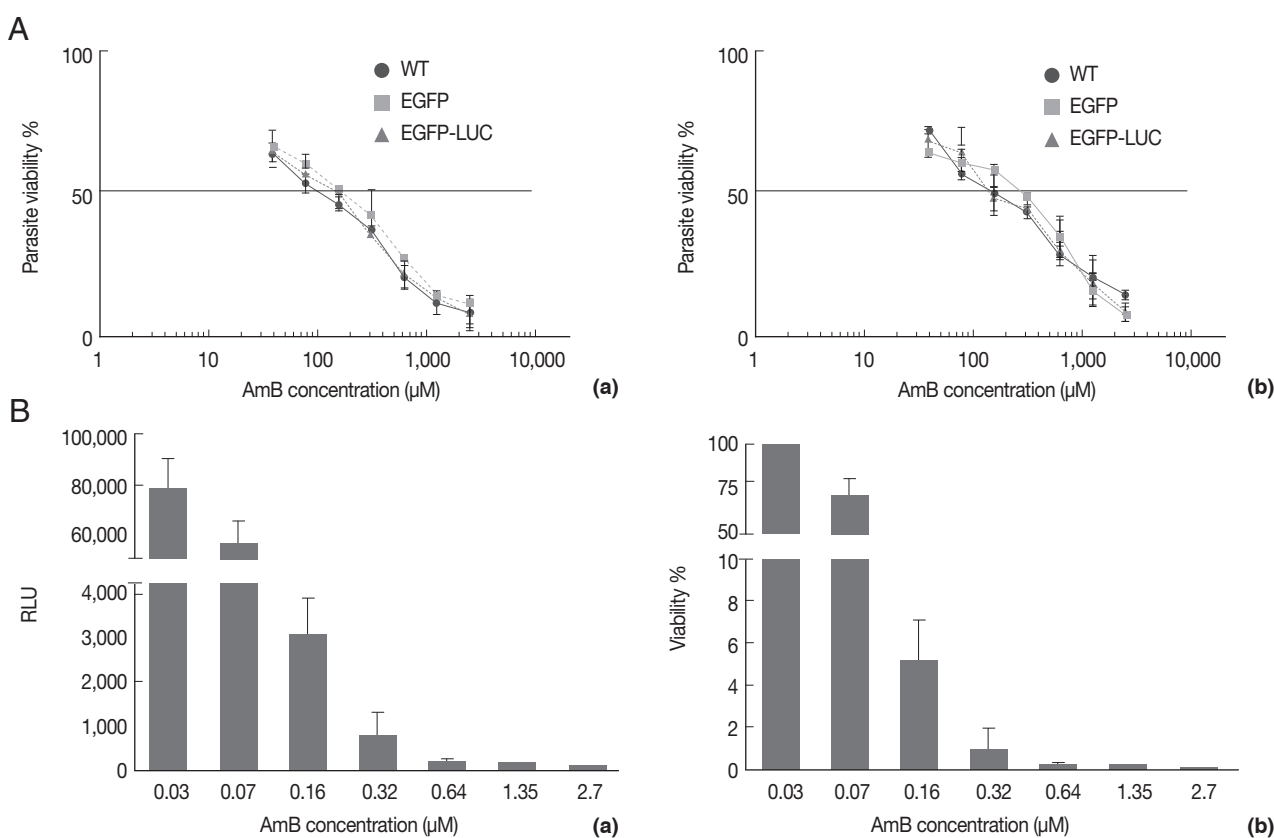 A
100
50
0
Parasite viability %
WT
EGFP
EGFP-LUC
1 10 100 1,000 10,000
AmB concentration (µM)
(a)
100
50
0
Parasite viability %
WT
EGFP
EGFP-LUC
1 10 100 1,000 10,000
AmB concentration (µM)
(b)
B
100,000
80,000
60,000
4,000
3,000
2,000
1,000
0
RLU
0.03 0.07 0.16 0.32 0.64 1.35 2.7
AmB concentration (µM)
(a)
100
75
50
10
8
6
4
2
0
Viability %
0.03 0.07 0.16 0.32 0.64 1.35 2.7
AmB concentration (µM)
(b)